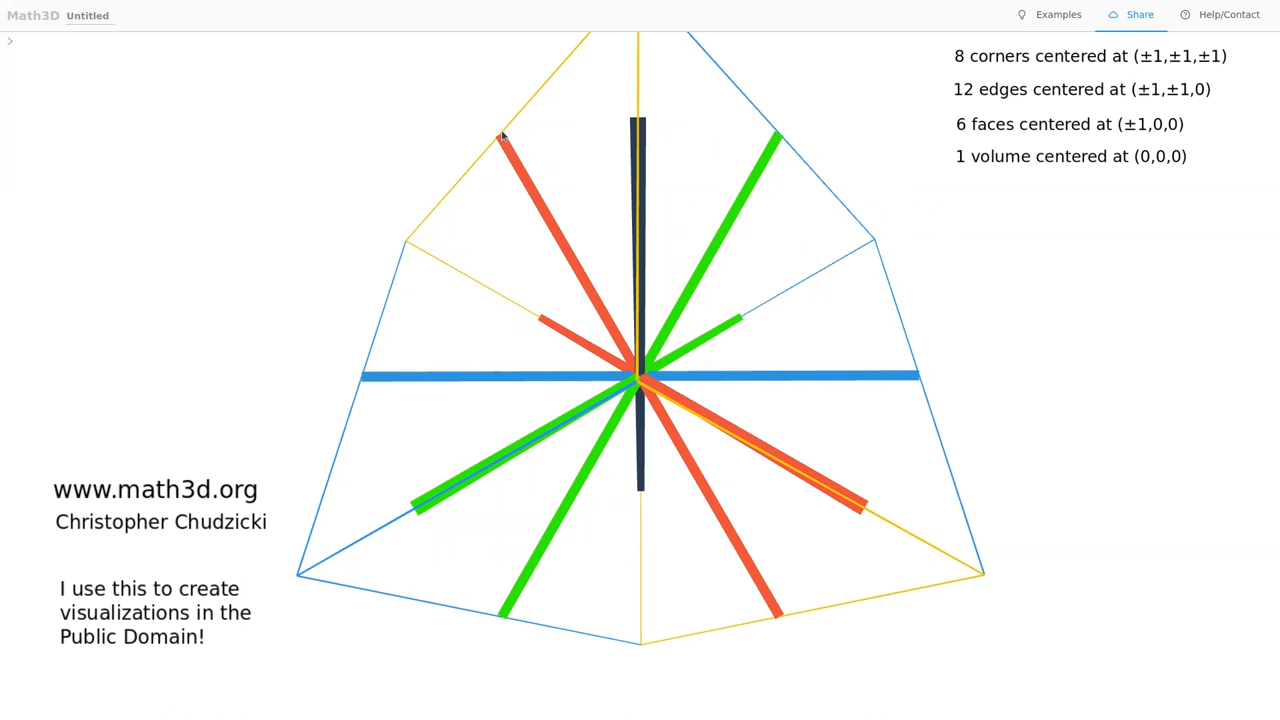 Math3D Untitled Examples Share Help/Contact
>
8 corners centered at (±1,±1,±1)
12 edges centered at (±1,±1,0)
6 faces centered at (±1,0,0)
1 volume centered at (0,0,0)
www.math3d.org
Christopher Chudzicki
I use this to create
visualizations in the
Public Domain!